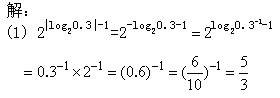 解：
(1) 2^{|log₂0.3|-1}=2^{-log₂0.3-1}=2^{log₂0.3^{-1}-1}
=0.3⁻¹×2⁻¹=(0.6)⁻¹=(6/10)⁻¹=5/3